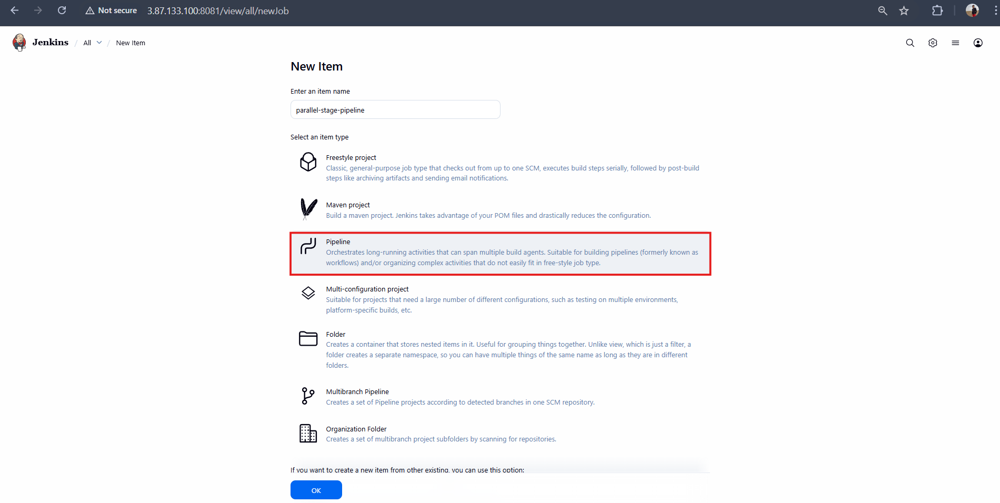 Not secure 3.87.133.100:8081/view/all/newJob
Jenkins / All / New Item
New Item
Enter an item name
parallel-stage-pipeline
Select an item type
Freestyle project
Classic, general-purpose job type that checks out from up to one SCM, executes build steps serially, followed by post-build
steps like archiving artifacts and sending email notifications.
Maven project
Build a maven project. Jenkins takes advantage of your POM files and drastically reduces the configuration.
Pipeline
Orchestrates long-running activities that can span multiple build agents. Suitable for building pipelines (formerly known as
workflows) and/or organizing complex activities that do not easily fit in free-style job type.
Multi-configuration project
Suitable for projects that need a large number of different configurations, such as testing on multiple environments,
platform-specific builds, etc.
Folder
Creates a container that stores nested items in it. Useful for grouping things together. Unlike view, which is just a filter, a
folder creates a separate namespace, so you can have multiple things of the same name as long as they are in different
folders.
Multibranch Pipeline
Creates a set of Pipeline projects according to detected branches in one SCM repository.
Organization Folder
Creates a set of multibranch project subfolders by scanning for repositories.
If you want to create a new item from other existing, you can use this option:
OK